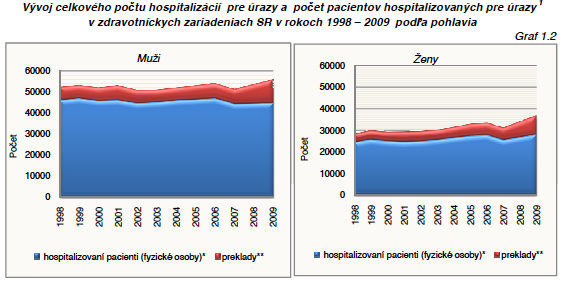 Vývoj celkového počtu hospitalizácií pre úrazy a počet pacientov hospitalizovaných pre úrazy 1
v zdravotníckych zariadeniach SR v rokoch 1998 – 2009 podľa pohlavia
Graf 1.2
Muži
Počet
60000
50000
40000
30000
20000
10000
0
1998 1999 2000 2001 2002 2003 2004 2005 2006 2007 2008 2009
hospitalizovaní pacienti (fyzické osoby)* preklady**
Ženy
Počet
60000
50000
40000
30000
20000
10000
0
1998 1999 2000 2001 2002 2003 2004 2005 2006 2007 2008 2009
hospitalizovaní pacienti (fyzické osoby)* preklady**